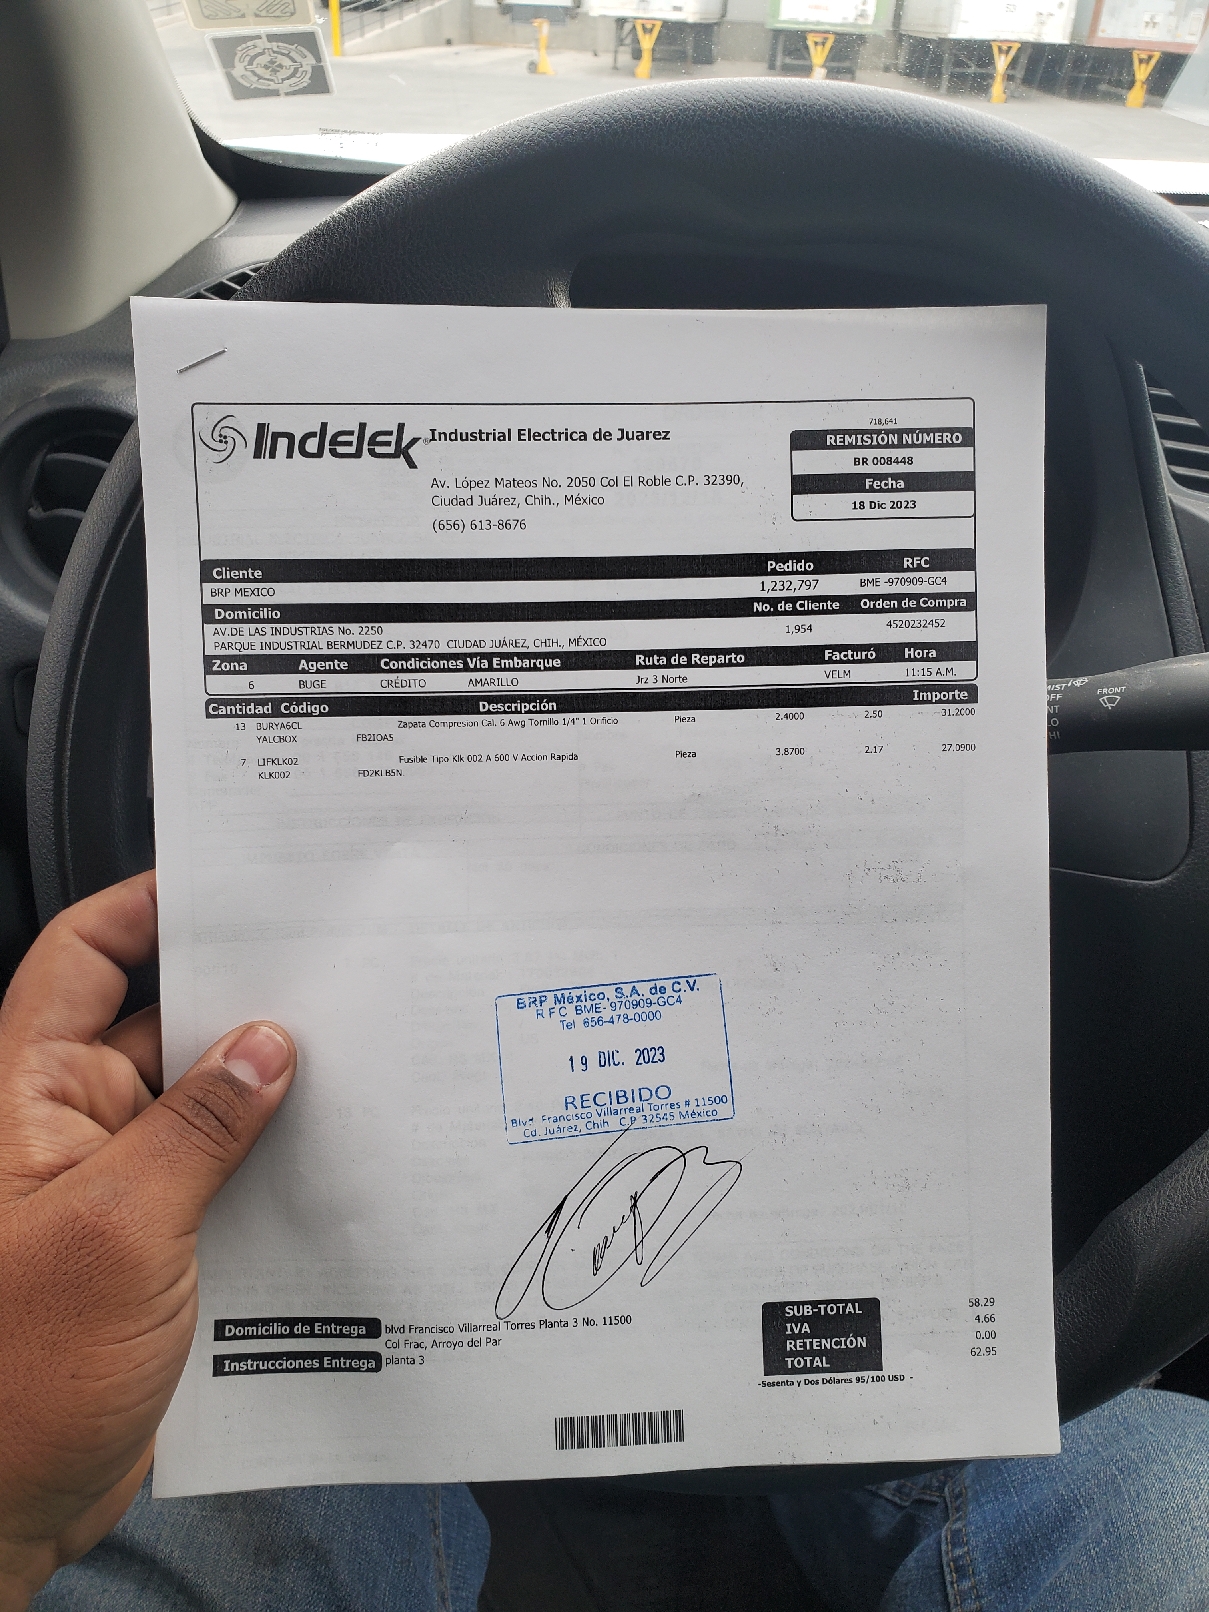 Indelek® Industrial Electrica de Juarez
Av. López Mateos No. 2050 Col El Roble C.P. 32390,
Ciudad Juárez, Chih., México
(656) 613-8676
718,641
REMISIÓN NÚMERO
BR 008448
Fecha
18 Dic 2023
Cliente Pedido RFC
BRP MEXICO 1,232,797 BME -970909-GC4
Domicilio No. de Cliente Orden de Compra
AV.DE LAS INDUSTRIAS No. 2250 1,954 4520232452
PARQUE INDUSTRIAL BERMUDEZ C.P. 32470 CIUDAD JUÁREZ, CHIH., MÉXICO
Zona Agente Condiciones Vía Embarque Ruta de Reparto Facturó Hora
6 BUGE CRÉDITO AMARILLO Jrz 3 Norte VELM 11:15 A.M.
Cantidad Código Descripción Importe
13 BURYA6CL Zapata Compresion Cal. 6 Awg Tornillo 1/4" 1 Orificio Pieza 2.4000 2.50 31.2000
YALCBOX FB2IOA5
7 LIFKLK02 Fusible Tipo Klk 002 A 600 V Accion Rapida Pieza 3.8700 2.17 27.0900
KLK002
BRP México, S.A. de C.V.
RFC BME-970909-GC4
Tel 656-478-0000
19 DIC. 2023
RECIBIDO
Blvd Francisco Villarreal Torres # 11500
Cd. Juárez, Chih C.P 32545 México
Domicilio de Entrega blvd Francisco Villarreal Torres Planta 3 No. 11500
Col Frac, Arroyo del Par
Instrucciones Entrega planta 3
SUB-TOTAL 58.29
IVA 4.66
RETENCIÓN 0.00
TOTAL 62.95
-Sesenta y Dos Dólares 95/100 USD -
MIST
OFF
INT
LO
HI
FRONT